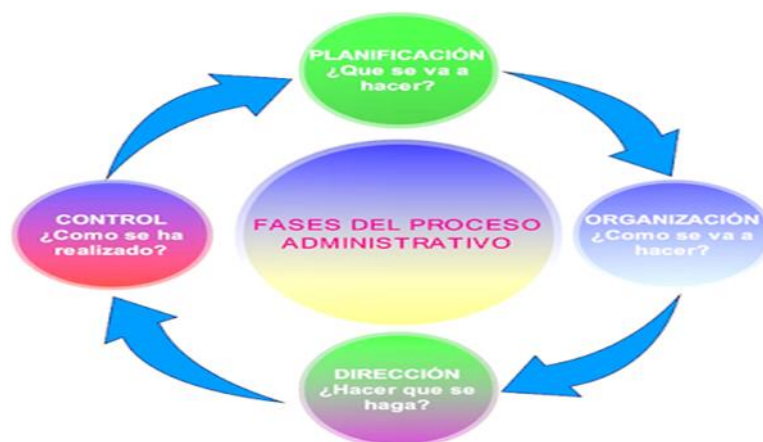 PLANIFICACIÓN
¿Que se va a
hacer?
CONTROL
¿Como se ha
realizado?
FASES DEL PROCESO
ADMINISTRATIVO
ORGANIZACIÓN
¿Como se va a
hacer?
DIRECCIÓN
¿Hacer que se
haga?